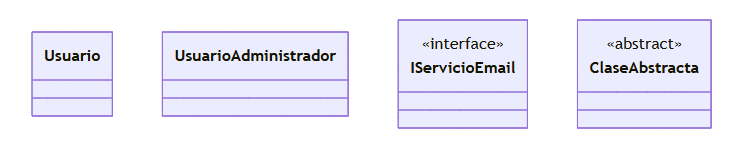 Usuario
UsuarioAdministrador
«interface»
IServicioEmail
«abstract»
ClaseAbstracta